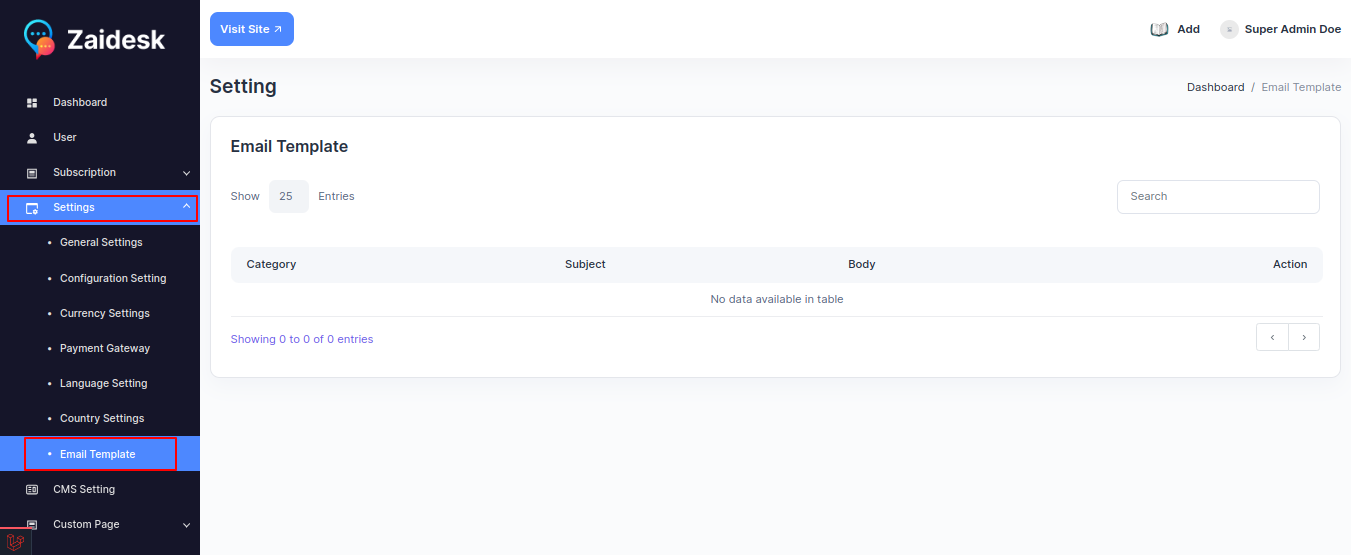 Zaidesk
Dashboard
User
Subscription
Settings
General Settings
Configuration Setting
Currency Settings
Payment Gateway
Language Setting
Country Settings
Email Template
CMS Setting
Custom Page
Visit Site
Add
Super Admin Doe
Setting
Dashboard / Email Template
Email Template
Show 25 Entries
Search
Category Subject Body Action
No data available in table
Showing 0 to 0 of 0 entries